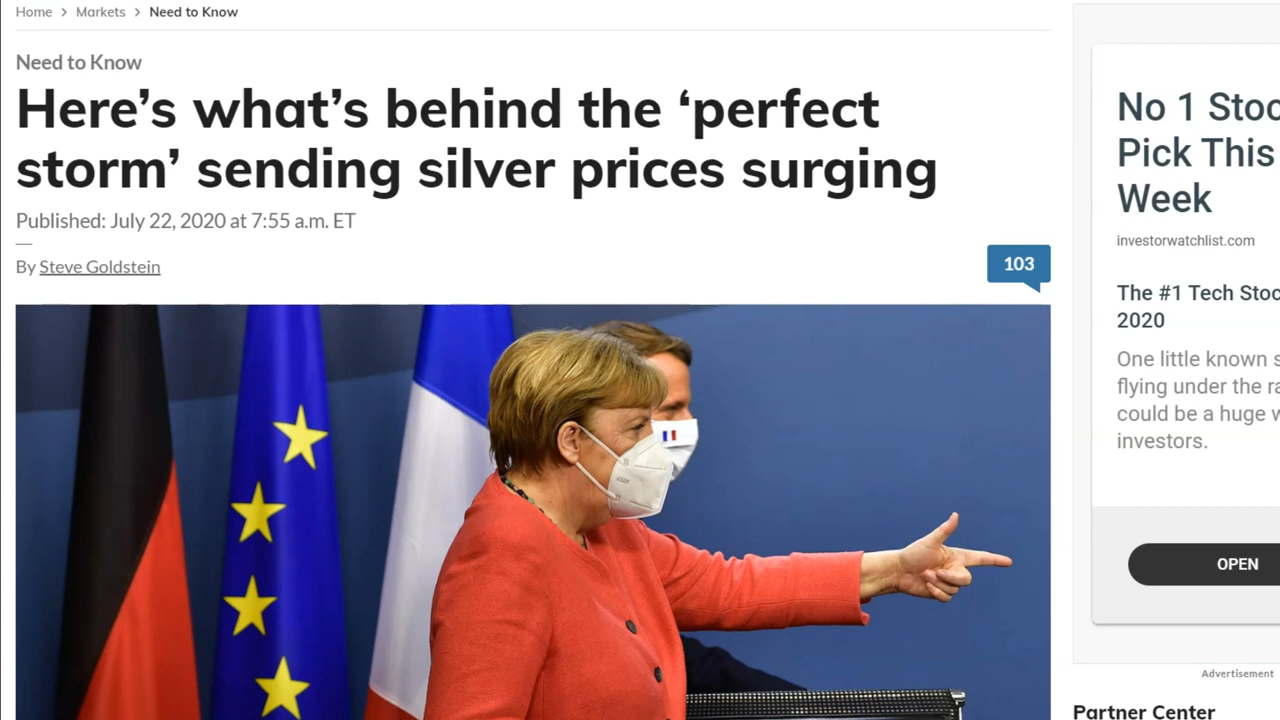 Home > Markets > Need to Know
Need to Know
Here’s what’s behind the ‘perfect
storm’ sending silver prices surging
Published: July 22, 2020 at 7:55 a.m. ET
—
By Steve Goldstein
103
No 1 Stoc
Pick This
Week
investorwatchlist.com
The #1 Tech Stoc
2020
One little known s
flying under the ra
could be a huge w
investors.
OPEN
Advertisement
Partner Center